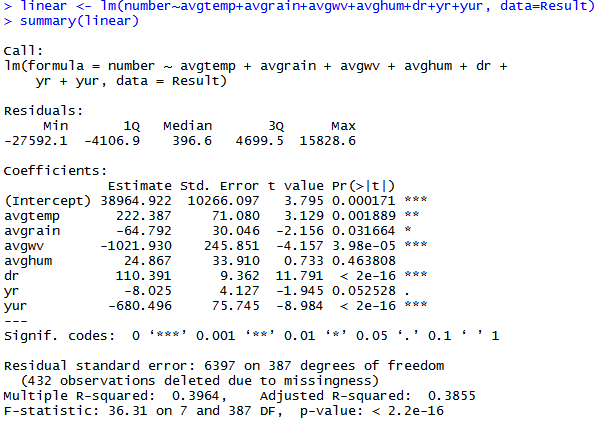 > linear <- lm(number~avgtemp+avgrain+avgwv+avghum+dr+yr+yur, data=Result)
> summary(linear)
Call:
lm(formula = number ~ avgtemp + avgrain + avgwv + avghum + dr +
    yr + yur, data = Result)
Residuals:
     Min       1Q   Median       3Q      Max
-27592.1  -4106.9    396.6   4699.5  15828.6
Coefficients:
             Estimate Std. Error t value Pr(>|t|)
(Intercept) 38964.922  10266.097   3.795 0.000171 ***
avgtemp       222.387     71.080   3.129 0.001889 **
avgrain       -64.792     30.046  -2.156 0.031664 *
avgwv       -1021.930    245.851  -4.157 3.98e-05 ***
avghum         24.867     33.910   0.733 0.463808
dr            110.391      9.362  11.791  < 2e-16 ***
yr             -8.025      4.127  -1.945 0.052528 .
yur          -680.496     75.745  -8.984  < 2e-16 ***
---
Signif. codes:  0 ‘***’ 0.001 ‘**’ 0.01 ‘*’ 0.05 ‘.’ 0.1 ‘ ’ 1
Residual standard error: 6397 on 387 degrees of freedom
  (432 observations deleted due to missingness)
Multiple R-squared:  0.3964,    Adjusted R-squared:  0.3855
F-statistic: 36.31 on 7 and 387 DF,  p-value: < 2.2e-16